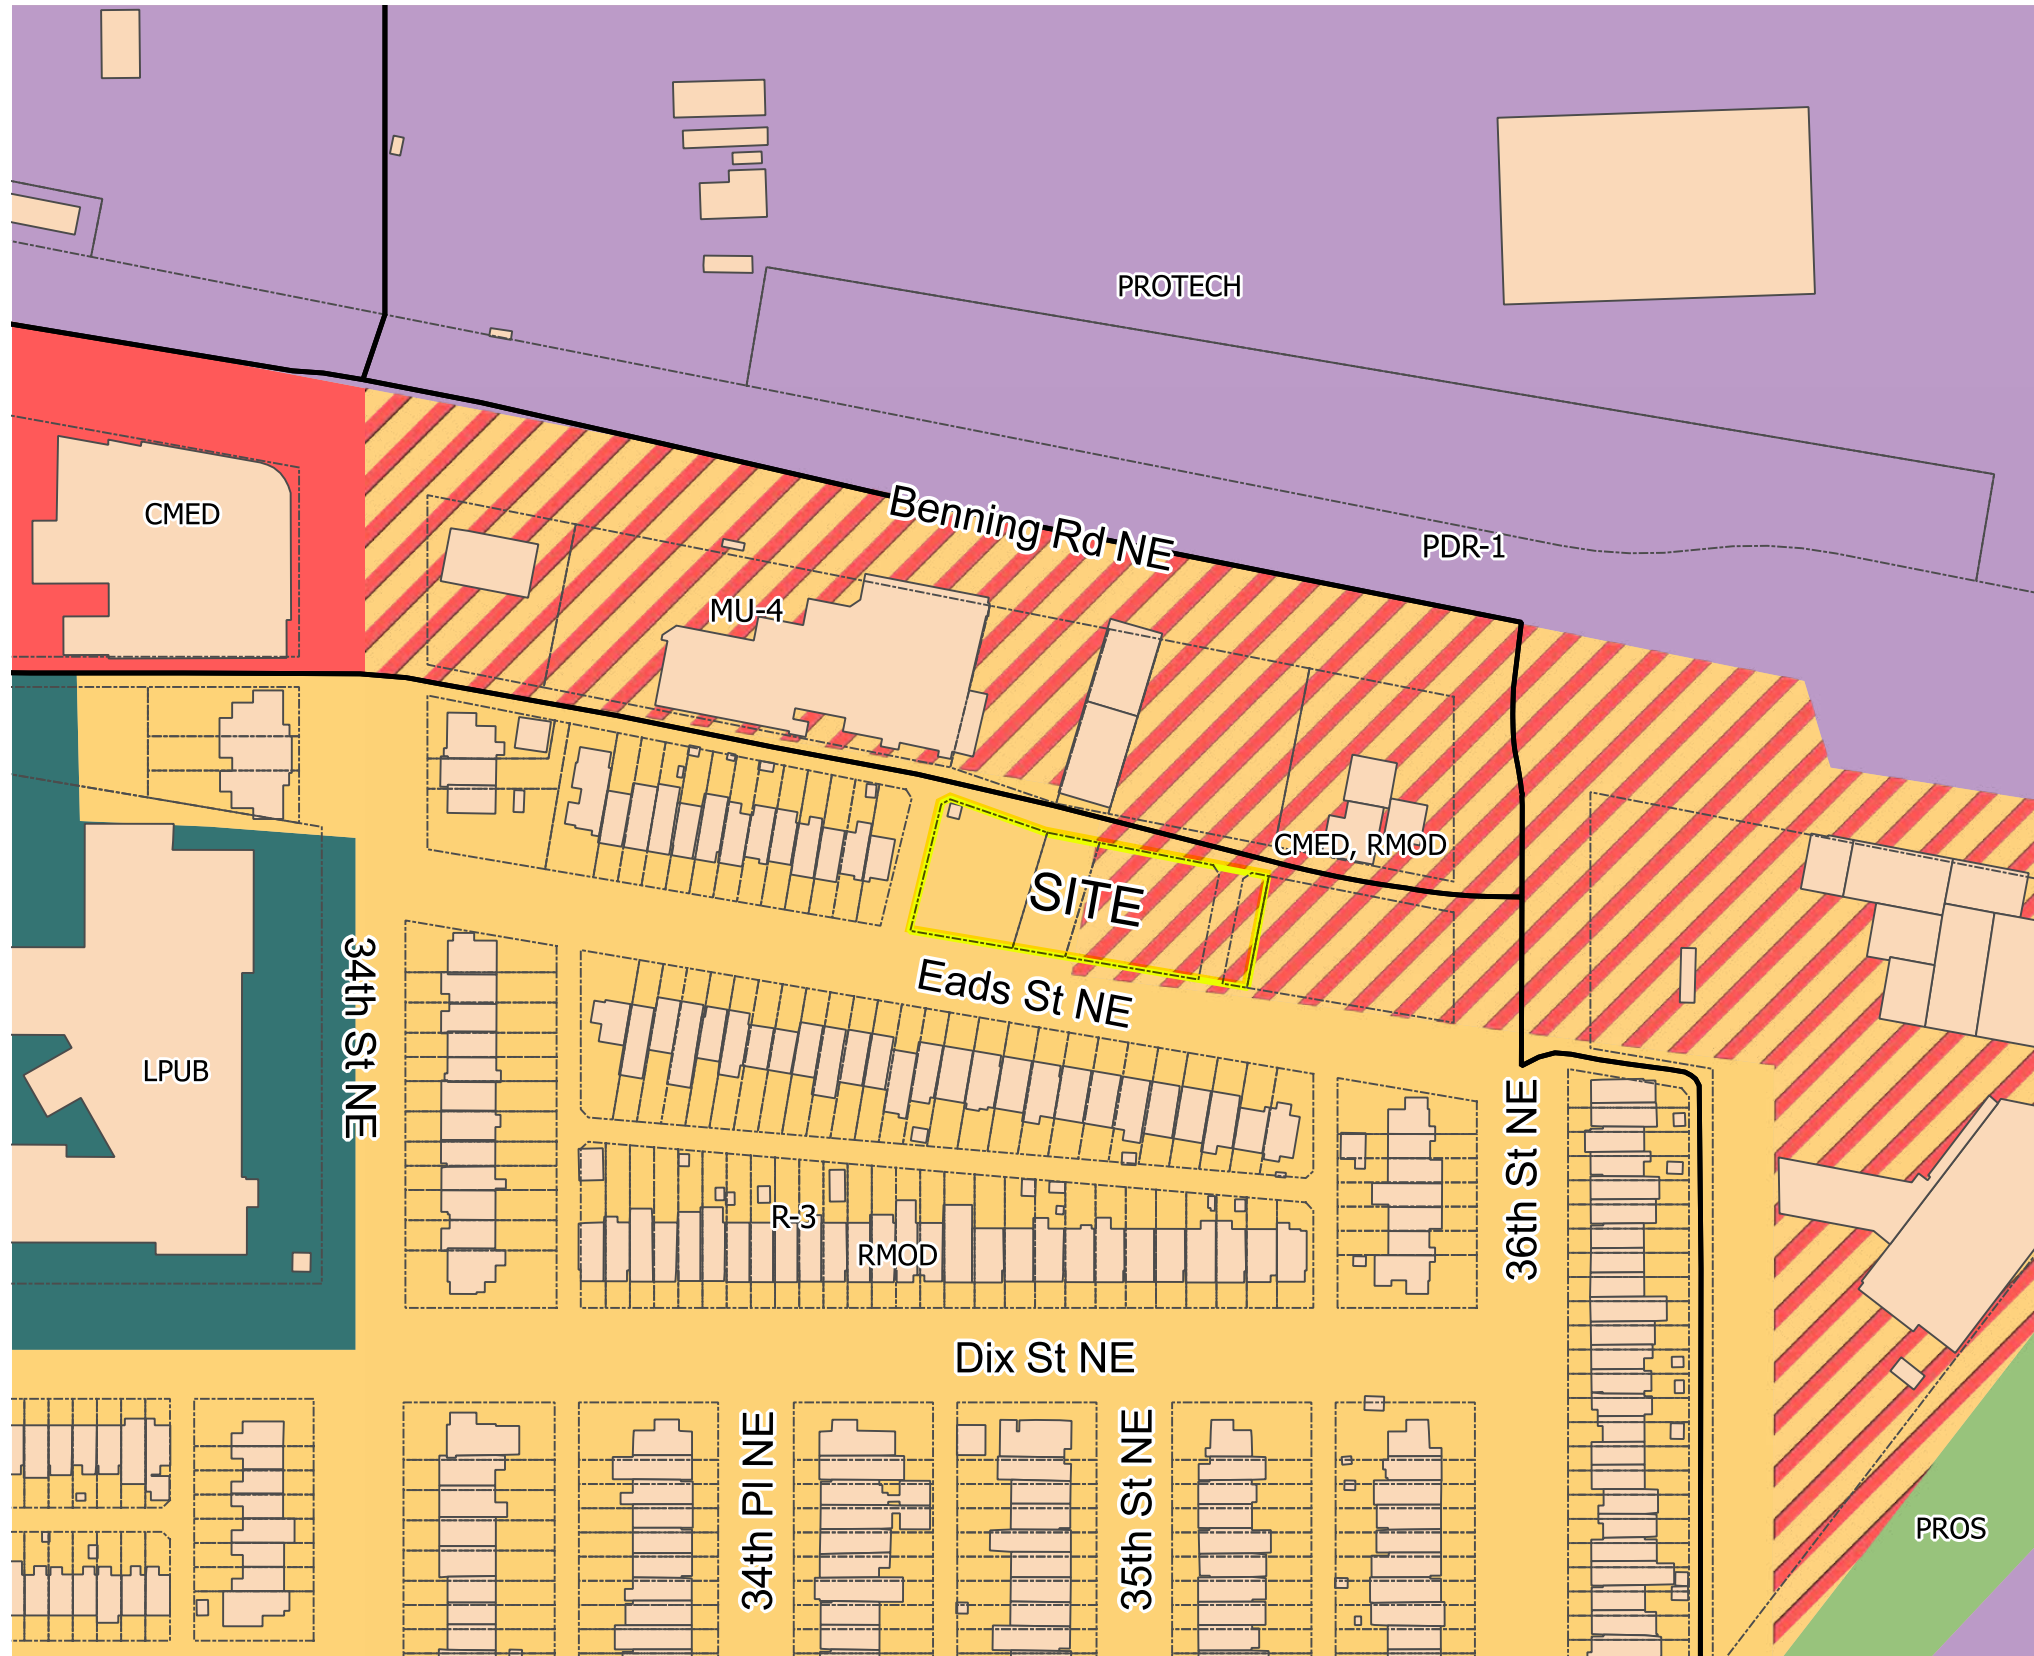 PROTECH
CMED
Benning Rd NE
PDR-1
MU-4
CMED, RMOD
SITE
Eads St NE
34th St NE
LPUB
36th St NE
R-3
RMOD
Dix St NE
34th Pl NE
35th St NE
PROS